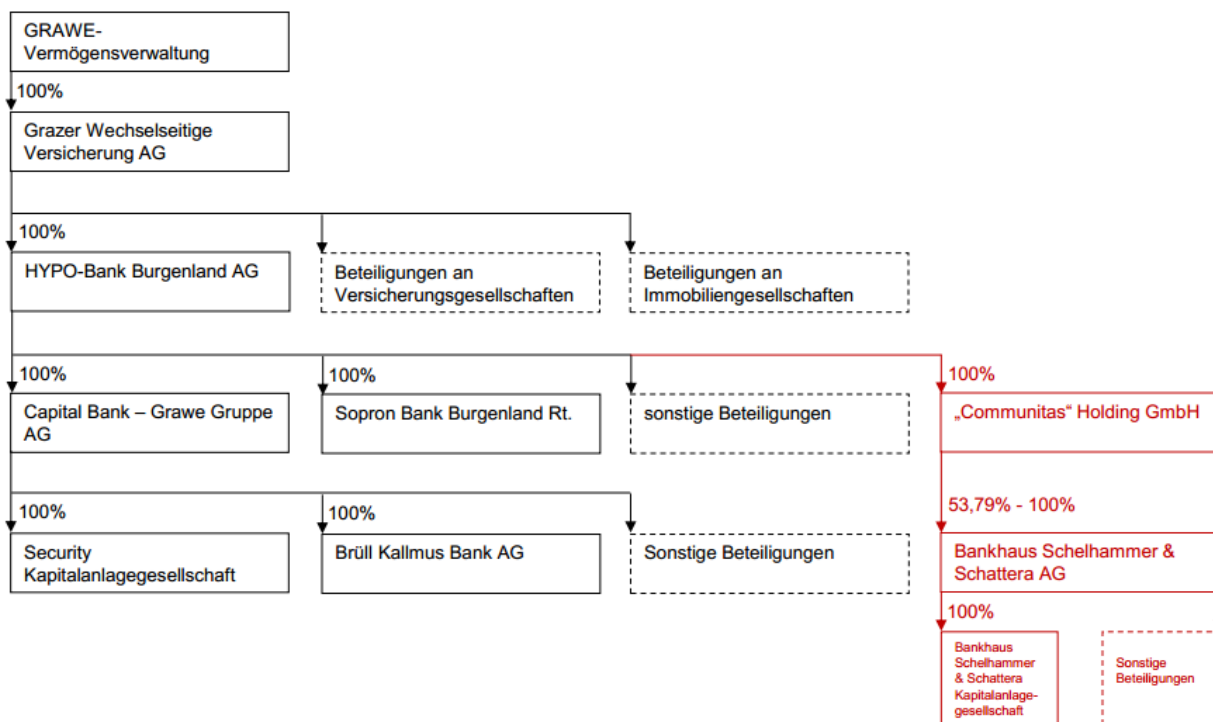 GRAWE-
Vermögensverwaltung
100%
Grazer Wechselseitige
Versicherung AG
100%
HYPO-Bank Burgenland AG
Beteiligungen an
Versicherungsgesellschaften
Beteiligungen an
Immobiliengesellschaften
100%
100%
100%
Capital Bank – Grawe Gruppe
AG
Sopron Bank Burgenland Rt.
sonstige Beteiligungen
„Communitas“ Holding GmbH
100%
100%
53,79% - 100%
Security
Kapitalanlagegesellschaft
Brüll Kallmus Bank AG
Sonstige Beteiligungen
Bankhaus Schelhammer &
Schattera AG
100%
Bankhaus
Schelhammer
& Schattera
Kapitalanlage-
gesellschaft
Sonstige
Beteiligungen